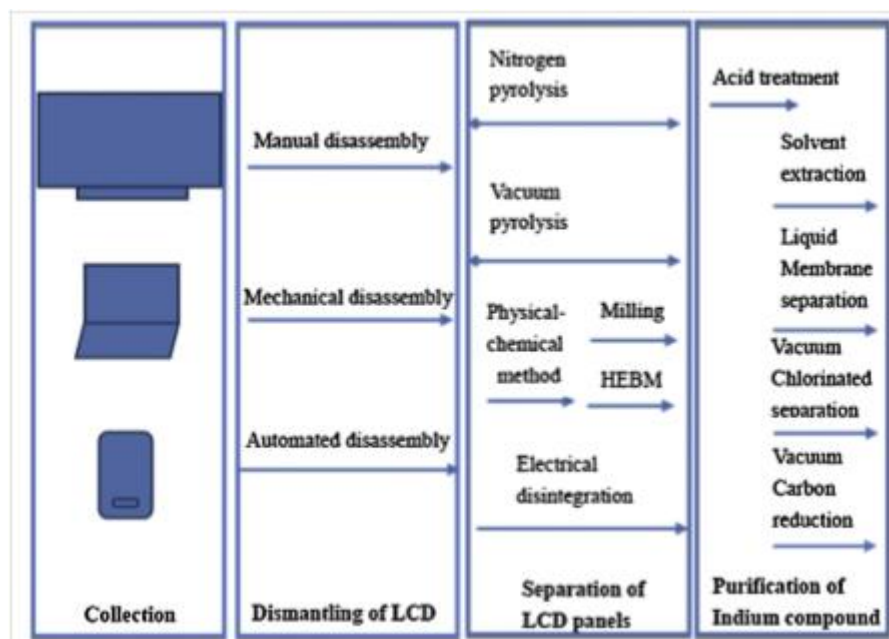 Manual disassembly
Mechanical disassembly
Automated disassembly
Nitrogen
pyrolysis
Vacuum
pyrolysis
Physical-
chemical
method
Milling
HEBM
Electrical
disintegration
Acid treatment
Solvent
extraction
Liquid
Membrane
separation
Vacuum
Chlorinated
separation
Vacuum
Carbon
reduction
Collection
Dismantling of LCD
Separation of
LCD panels
Purification of
Indium compound